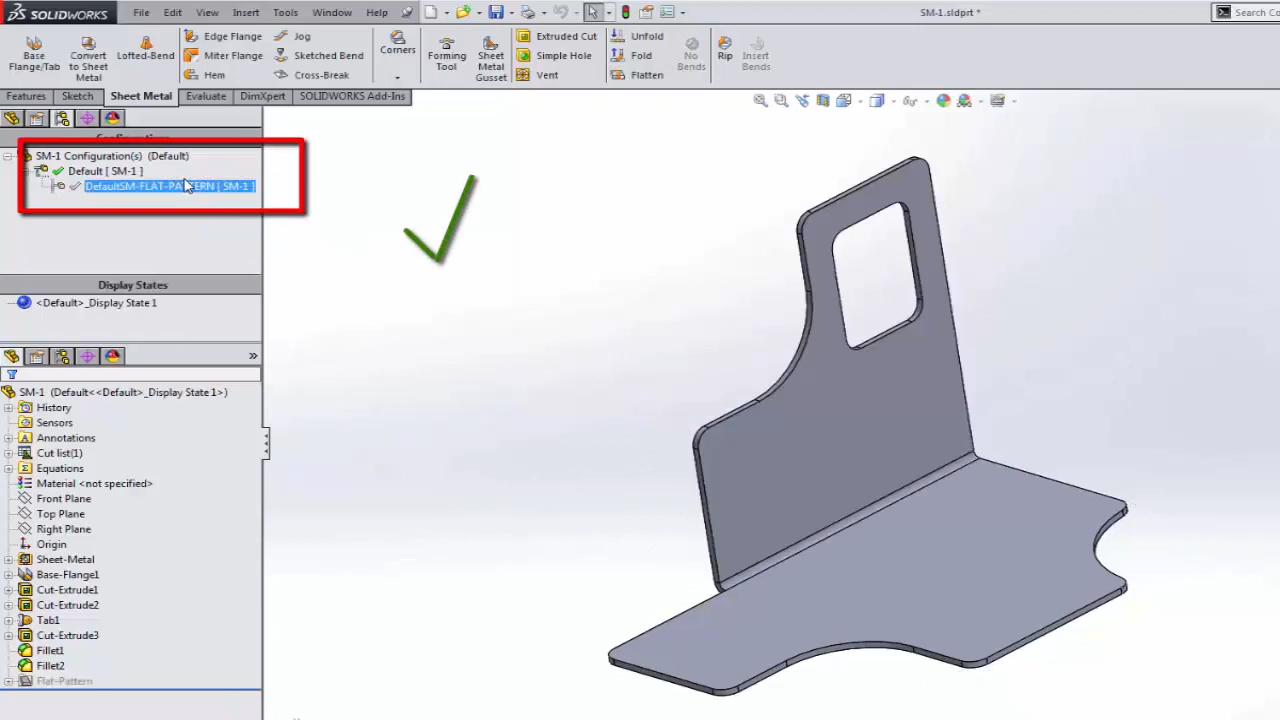 SOLIDWORKS File Edit View Insert Tools Window Help SM-1.sldprt * Search Co
Base Flange/Tab Convert to Sheet Metal Lofted-Bend Edge Flange Miter Flange Hem Jog Sketched Bend Cross-Break Corners Forming Tool Sheet Metal Gusset Extruded Cut Simple Hole Vent Unfold Fold Flatten No Bends Rip Insert Bends
Features Sketch Sheet Metal Evaluate DimXpert SOLIDWORKS Add-Ins
SM-1 Configuration(s) (Default)
Default [ SM-1 ]
DefaultSM-FLAT-PATTERN [ SM-1 ]
Display States
<Default>_Display State 1
»
SM-1 (Default<<Default>_Display State 1>)
History
Sensors
Annotations
Cut list(1)
Equations
Material <not specified>
Front Plane
Top Plane
Right Plane
Origin
Sheet-Metal
Base-Flange1
Cut-Extrude1
Cut-Extrude2
Tab1
Cut-Extrude3
Fillet1
Fillet2
Flat-Pattern